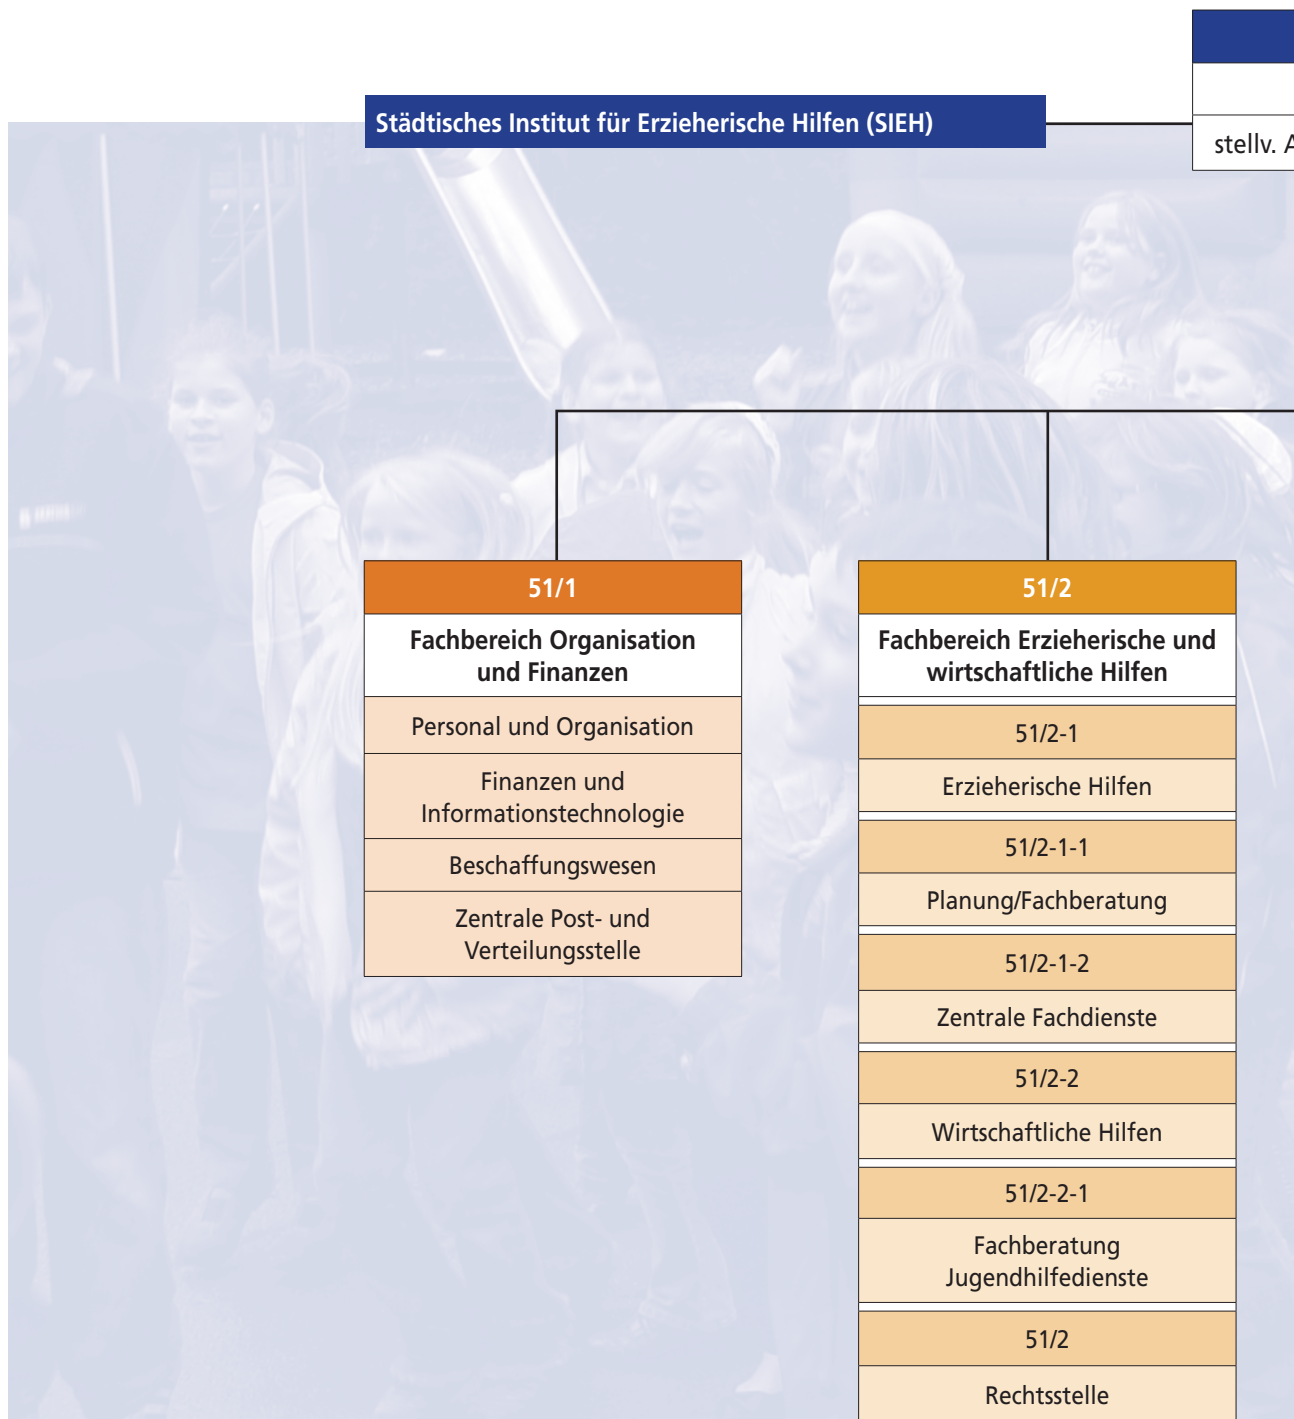 Städtisches Institut für Erzieherische Hilfen (SIEH)
stellv.
51/1
Fachbereich Organisation
und Finanzen
Personal und Organisation
Finanzen und
Informationstechnologie
Beschaffungswesen
Zentrale Post- und
Verteilungsstelle
51/2
Fachbereich Erzieherische und
wirtschaftliche Hilfen
51/2-1
Erzieherische Hilfen
51/2-1-1
Planung/Fachberatung
51/2-1-2
Zentrale Fachdienste
51/2-2
Wirtschaftliche Hilfen
51/2-2-1
Fachberatung
Jugendhilfedienste
51/2
Rechtsstelle